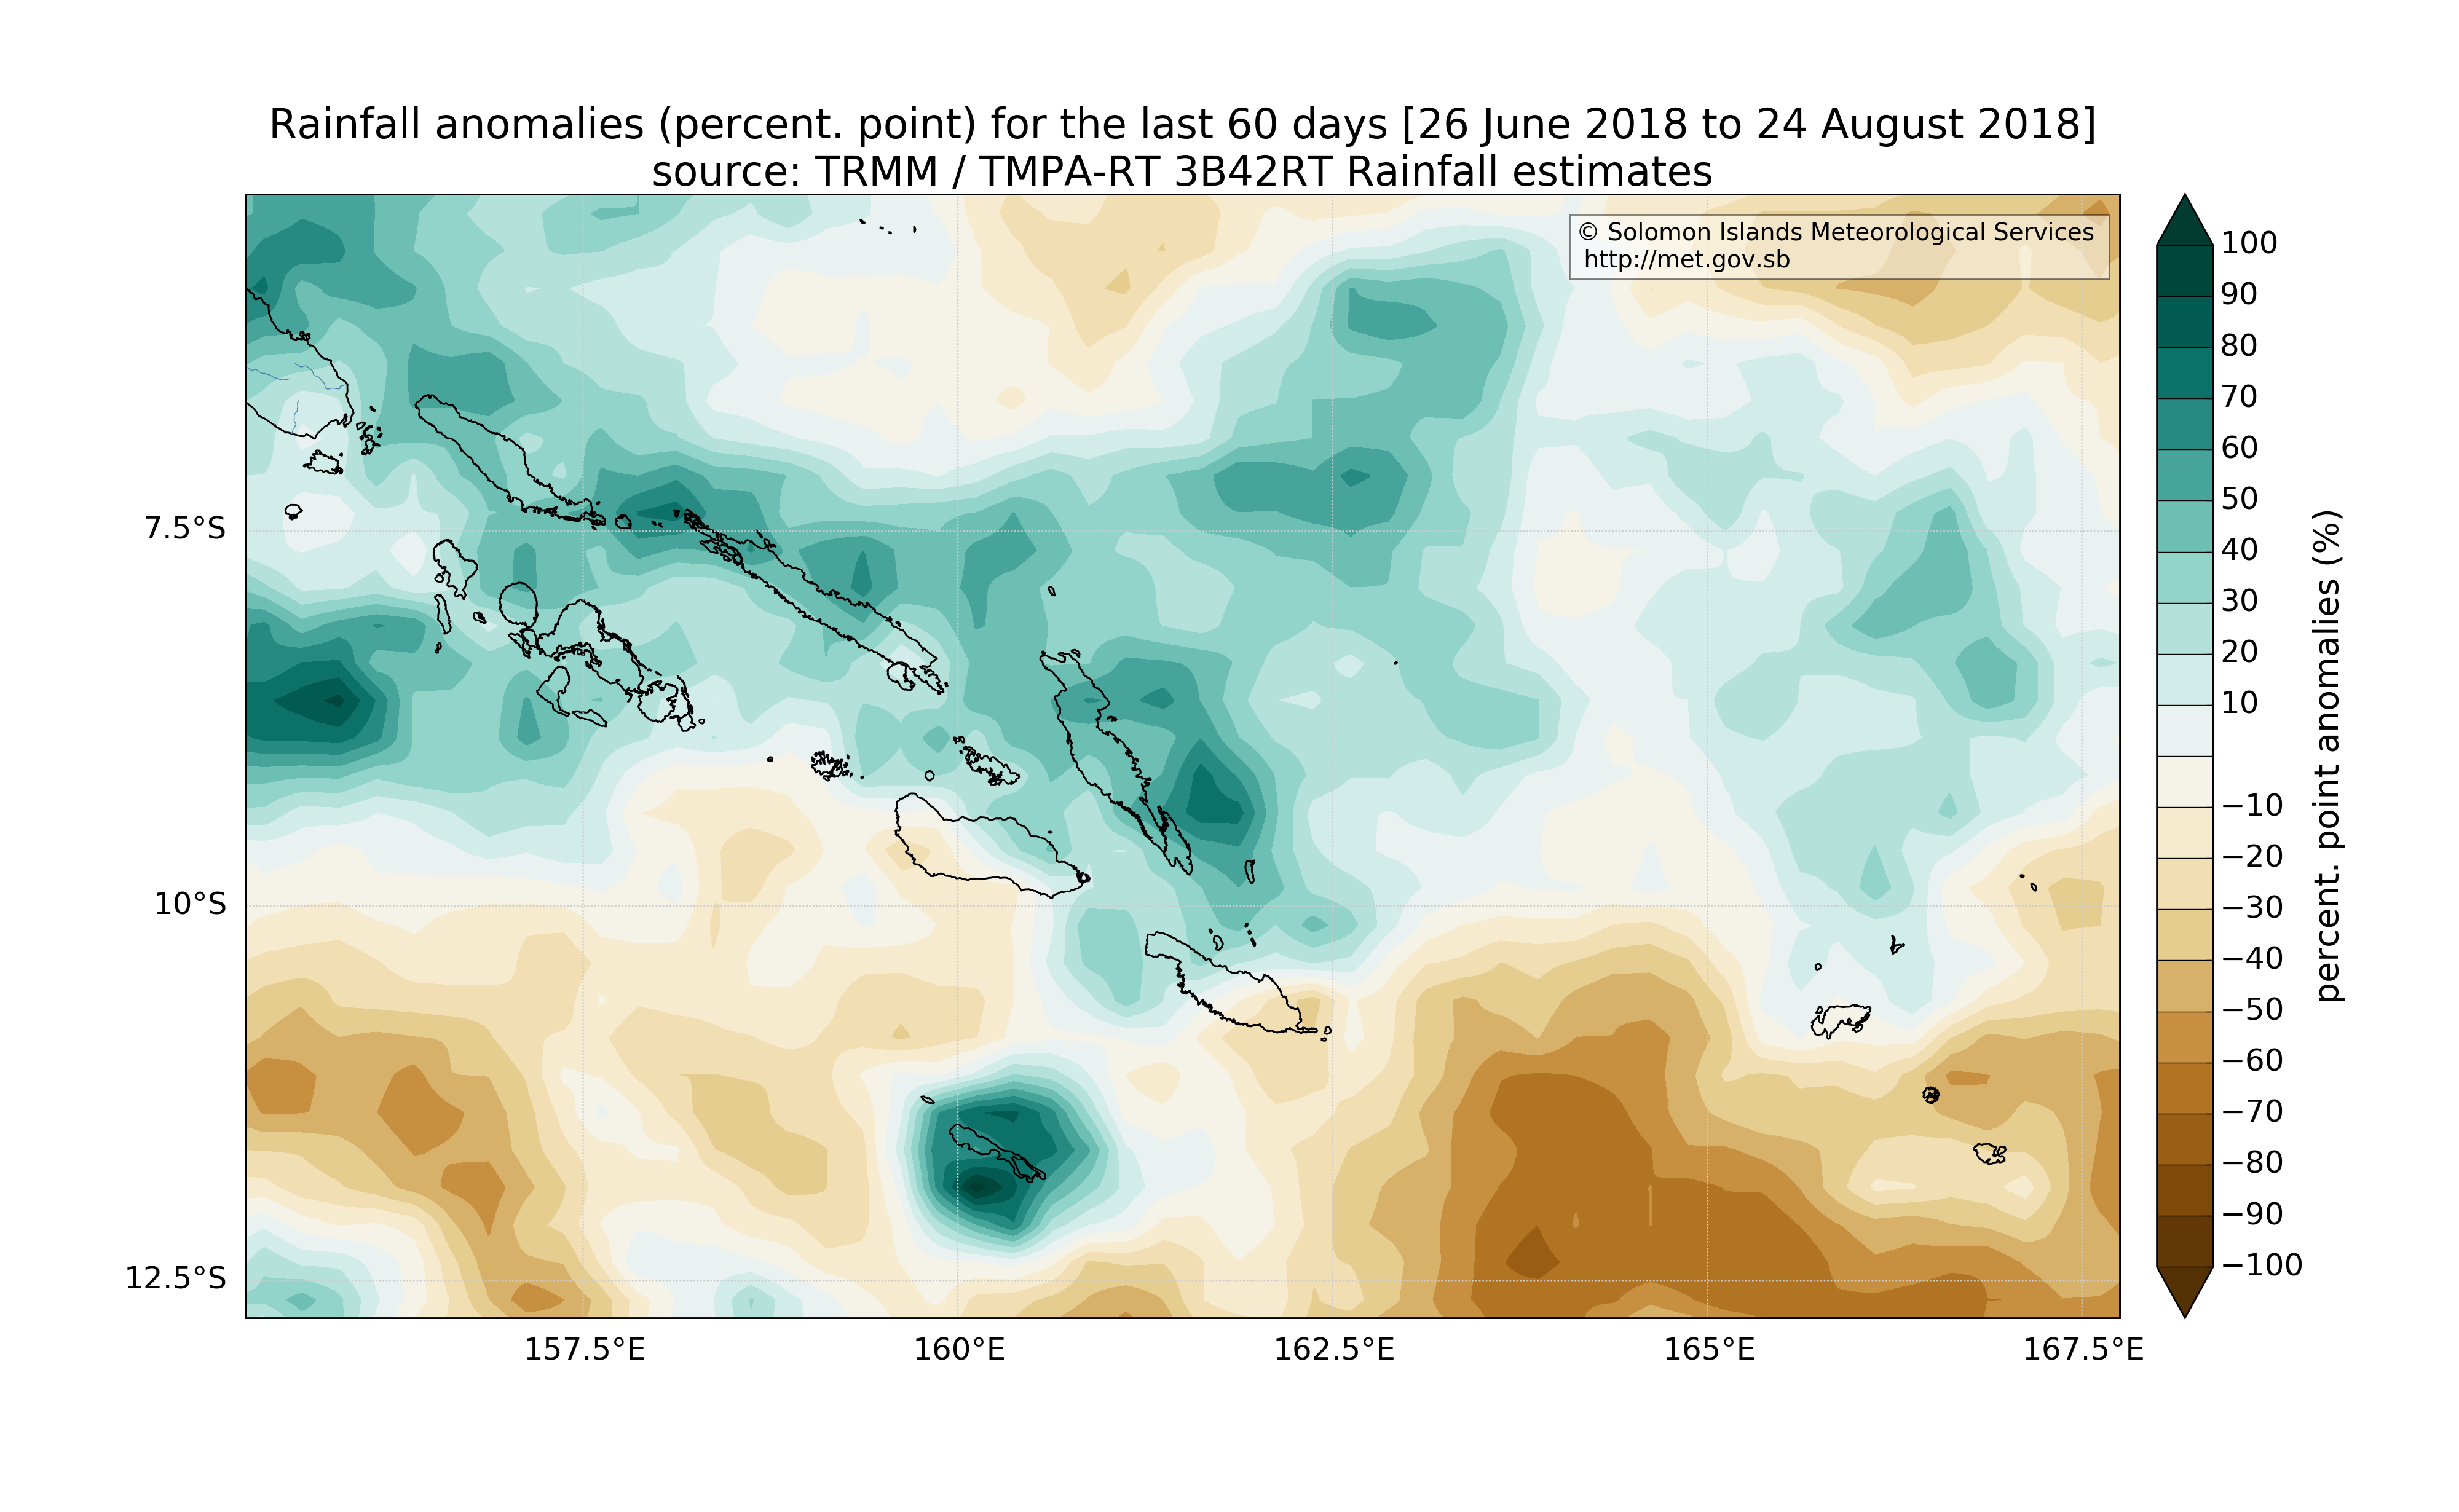 Rainfall anomalies (percent. point) for the last 60 days [26 June 2018 to 24 August 2018]
source: TRMM / TMPA-RT 3B42RT Rainfall estimates
© Solomon Islands Meteorological Services
http://met.gov.sb
7.5°S
10°S
12.5°S
157.5°E
160°E
162.5°E
165°E
167.5°E
100
90
80
70
60
50
40
30
20
10
−10
−20
−30
−40
−50
−60
−70
−80
−90
−100
percent. point anomalies (%)